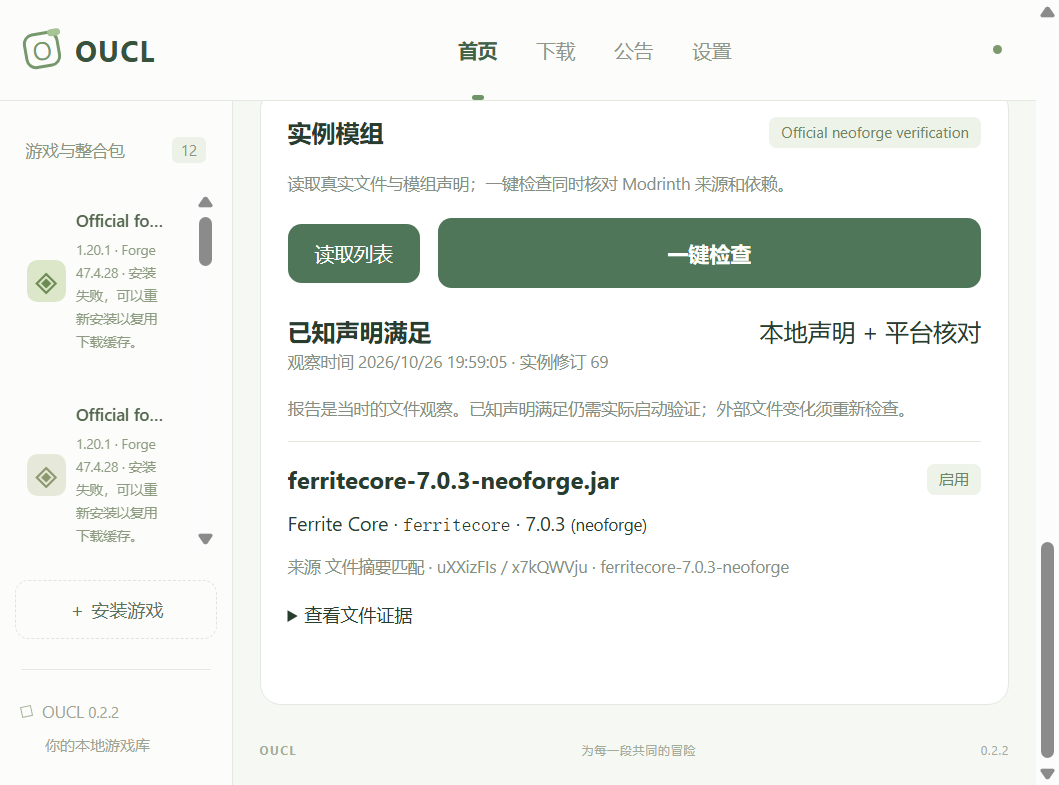 OUCL
首页
下载
公告
设置
游戏与整合包
12
Official fo...
1.20.1 · Forge
47.4.28 · 安装
失败，可以重
新安装以复用
下载缓存。
Official fo...
1.20.1 · Forge
47.4.28 · 安装
失败，可以重
新安装以复用
下载缓存。
+ 安装游戏
OUCL 0.2.2
你的本地游戏库
实例模组
Official neoforge verification
读取真实文件与模组声明；一键检查同时核对 Modrinth 来源和依赖。
读取列表
一键检查
已知声明满足
本地声明 + 平台核对
观察时间 2026/10/26 19:59:05 · 实例修订 69
报告是当时的文件观察。已知声明满足仍需实际启动验证；外部文件变化须重新检查。
ferritecore-7.0.3-neoforge.jar
启用
Ferrite Core · ferritecore · 7.0.3 (neoforge)
来源 文件摘要匹配 · uXXizFIs / x7kQWVju · ferritecore-7.0.3-neoforge
▶ 查看文件证据
OUCL
为每一段共同的冒险
0.2.2